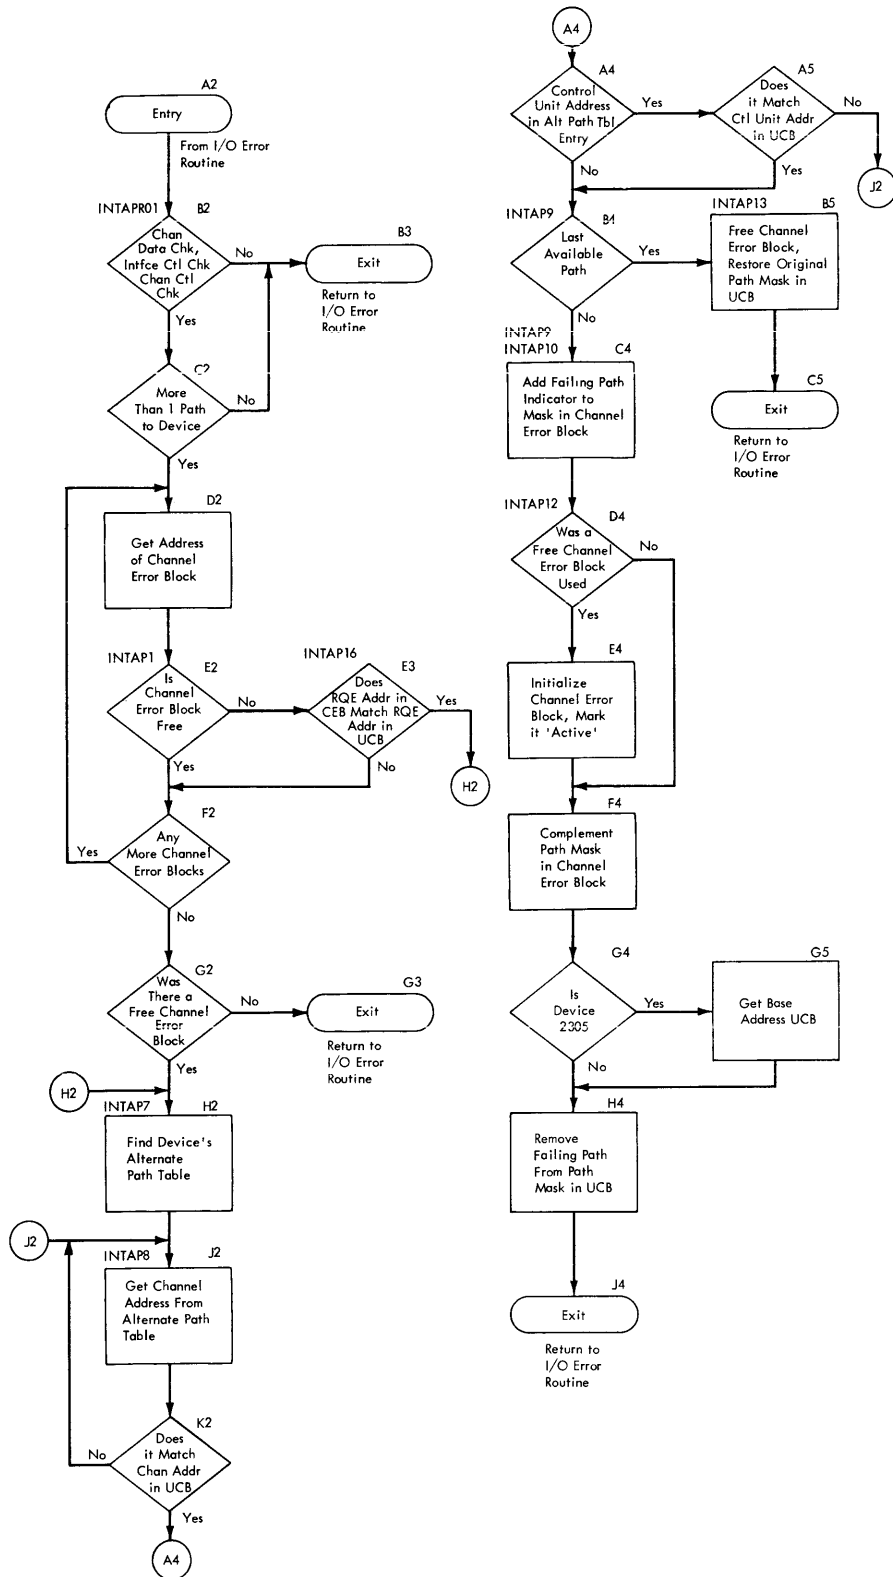 A2
Entry
From I/O Error
Routine
INTAPR01
B2
Chan
Data Chk,
Intfce Ctl Chk
Chan Ctl
Chk
No
Yes
B3
Exit
Return to
I/O Error
Routine
C2
More
Than 1 Path
to Device
No
Yes
D2
Get Address
of Channel
Error Block
INTAP1
E2
Is
Channel
Error Block
Free
No
Yes
INTAP16
E3
Does
RQE Addr in
CEB Match RQE
Addr in
UCB
Yes
No
H2
F2
Any
More Channel
Error Blocks
Yes
No
G2
Was
There a
Free Channel
Error
Block
No
Yes
G3
Exit
Return to
I/O Error
Routine
H2
INTAP7
H2
Find Device's
Alternate
Path Table
J2
INTAP8
J2
Get Channel
Address From
Alternate Path
Table
K2
Does
it Match
Chan Addr
in UCB
No
Yes
A4
A4
A4
Control
Unit Address
in Alt Path Tbl
Entry
Yes
No
A5
Does
it Match
Ctl Unit Addr
in UCB
No
Yes
J2
INTAP9
B4
Last
Available
Path
Yes
No
INTAP13
B5
Free Channel
Error Block,
Restore Original
Path Mask in
UCB
C5
Exit
Return to
I/O Error
Routine
INTAP9
INTAP10
C4
Add Failing Path
Indicator to
Mask in Channel
Error Block
INTAP12
D4
Was a
Free Channel
Error Block
Used
No
Yes
E4
Initialize
Channel Error
Block, Mark
it 'Active'
F4
Complement
Path Mask
in Channel
Error Block
G4
Is
Device
2305
Yes
No
G5
Get Base
Address UCB
H4
Remove
Failing Path
From Path
Mask in UCB
J4
Exit
Return to
I/O Error
Routine